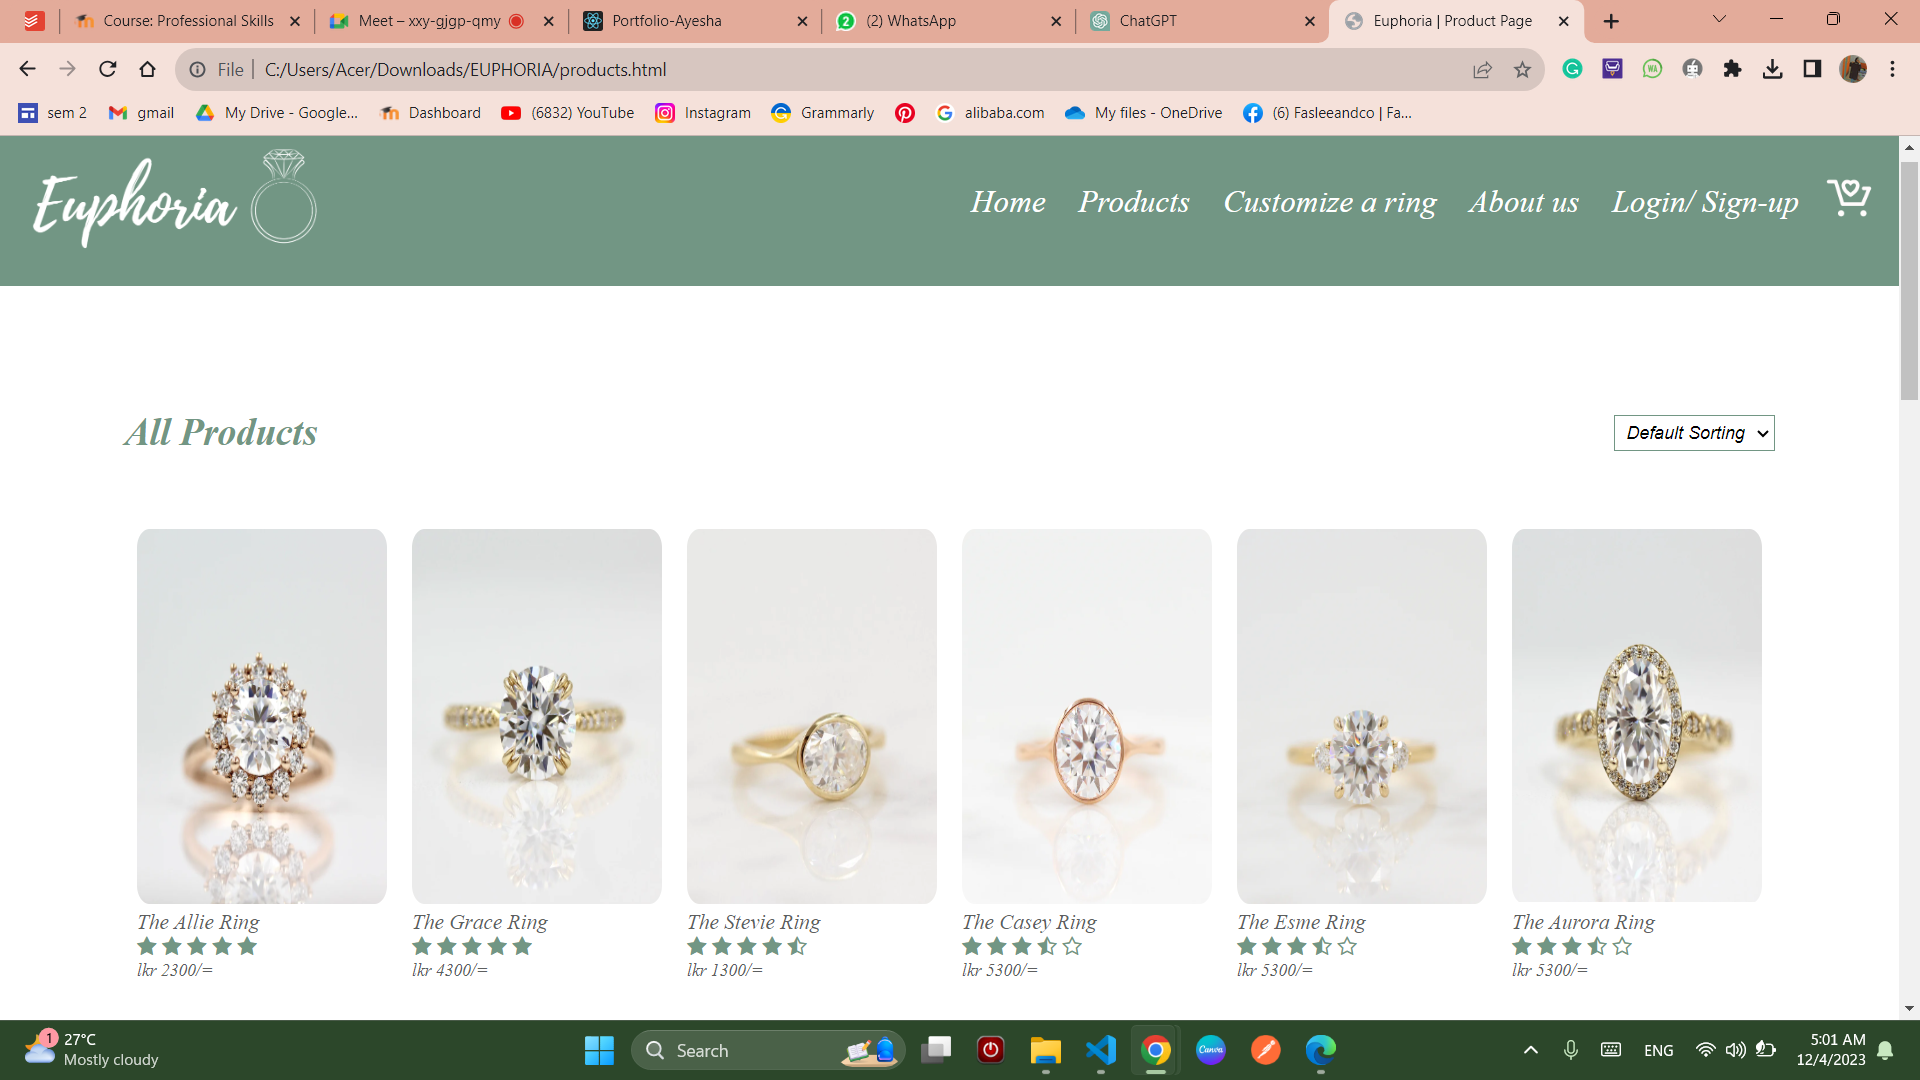 Course: Professional Skills
Meet – xxy-gjgp-qmy
Portfolio-Ayesha
2 (2) WhatsApp
ChatGPT
Euphoria | Product Page
File C:/Users/Acer/Downloads/EUPHORIA/products.html
WA
sem 2
gmail
My Drive - Google...
Dashboard
(6832) YouTube
Instagram
Grammarly
alibaba.com
My files - OneDrive
(6) Fasleeandco | Fa...
Euphoria
Home
Products
Customize a ring
About us
Login/ Sign-up
All Products
Default Sorting
The Allie Ring
The Grace Ring
The Stevie Ring
The Casey Ring
The Esme Ring
The Aurora Ring
lkr 2300/=
lkr 4300/=
lkr 1300/=
lkr 5300/=
lkr 5300/=
lkr 5300/=
1
27°C
Mostly cloudy
Search
Canva
ENG
5:01 AM
12/4/2023